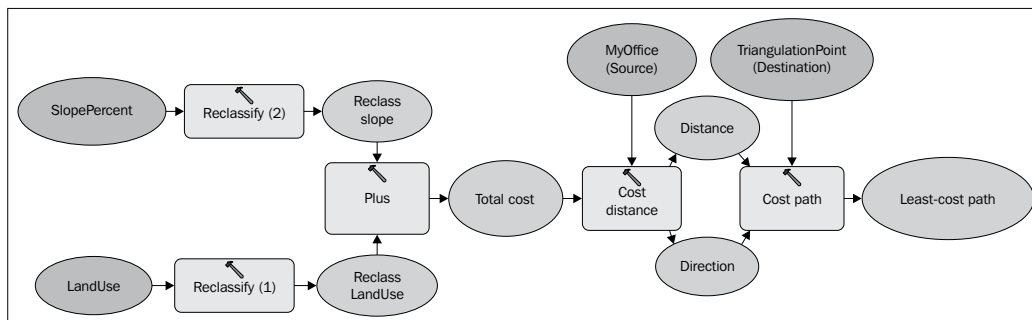 SlopePercent
Reclassify (2)
Reclass
slope
MyOffice
(Source)
TriangulationPoint
(Destination)
Distance
Plus
Total cost
Cost
distance
Cost path
Least-cost path
Direction
LandUse
Reclassify (1)
Reclass
LandUse